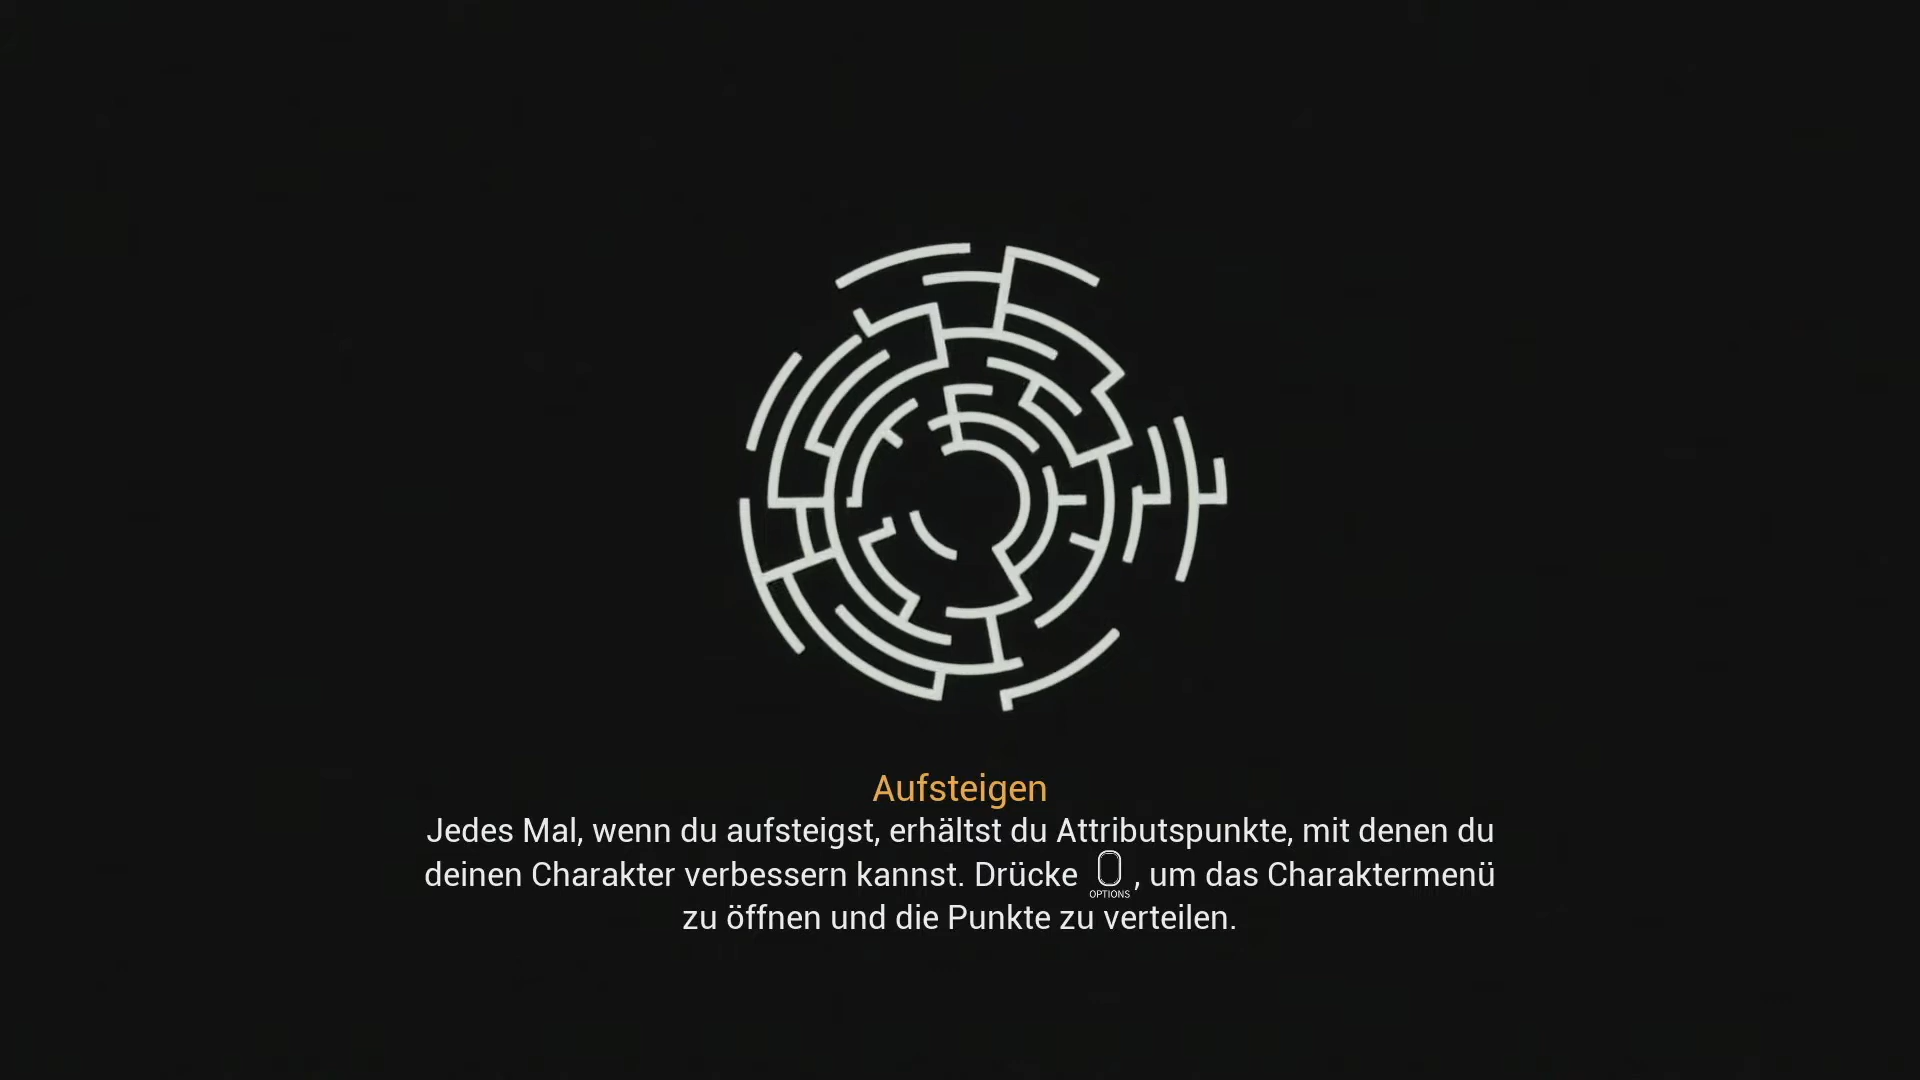 Aufsteigen
Jedes Mal, wenn du aufsteigst, erhältst du Attributspunkte, mit denen du
deinen Charakter verbessern kannst. Drücke OPTIONS, um das Charaktermenü
zu öffnen und die Punkte zu verteilen.